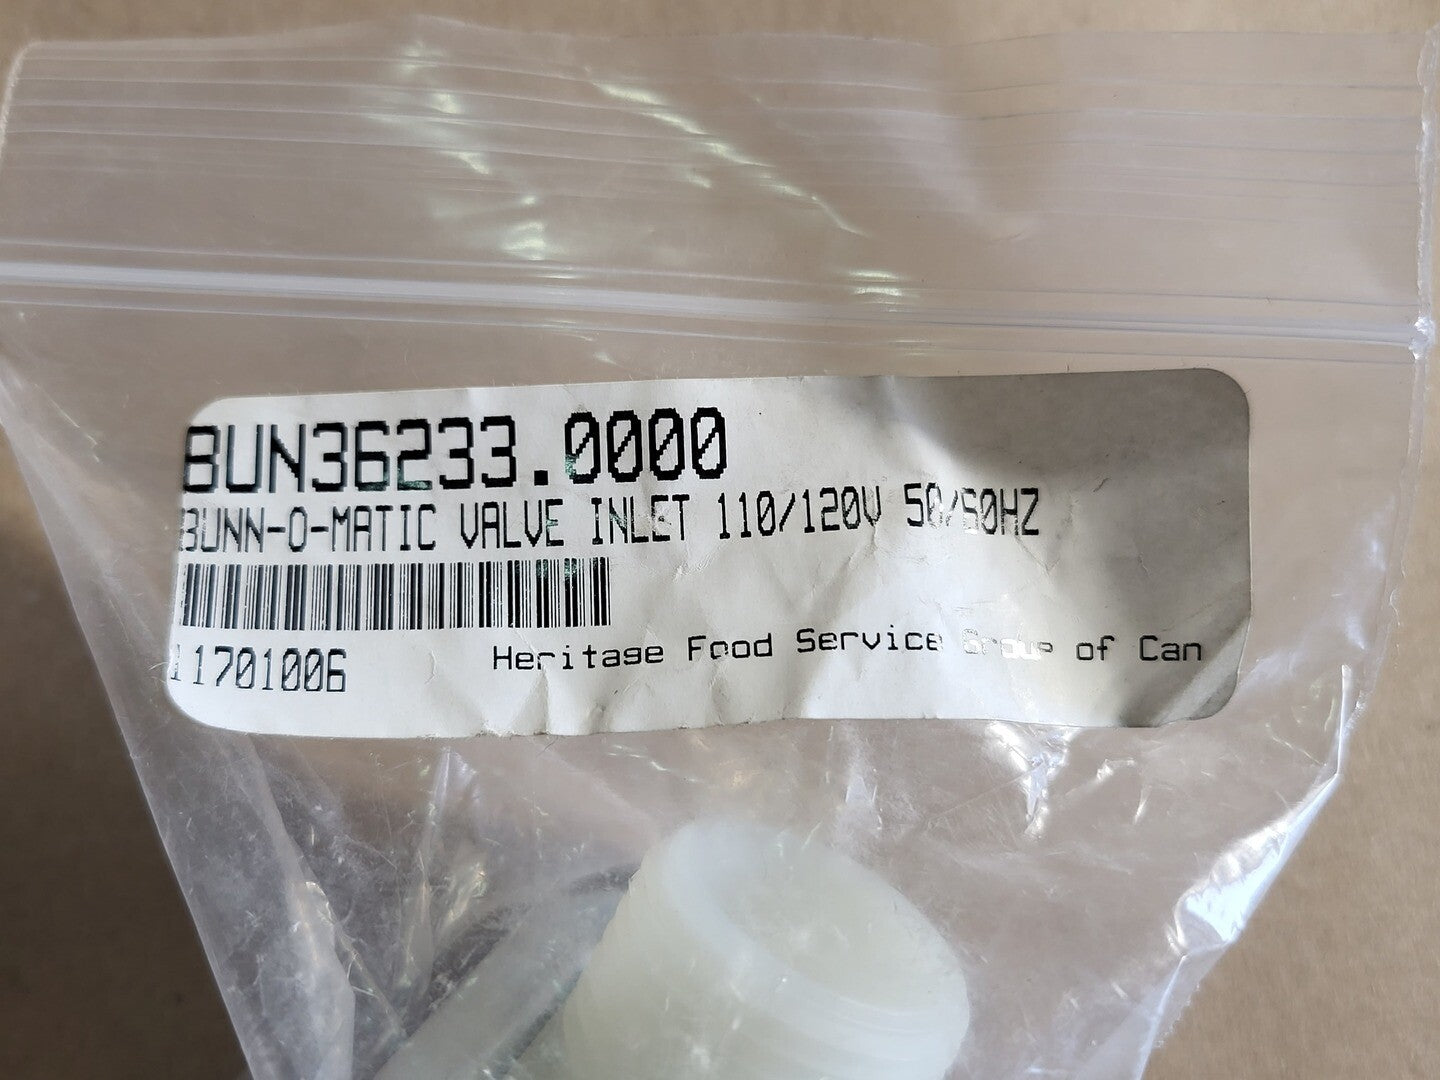 BUN36233.0000
BUNN-O-MATIC VALVE INLET 110/120V 50/60HZ
11701006
Heritage Food Service Group of Can